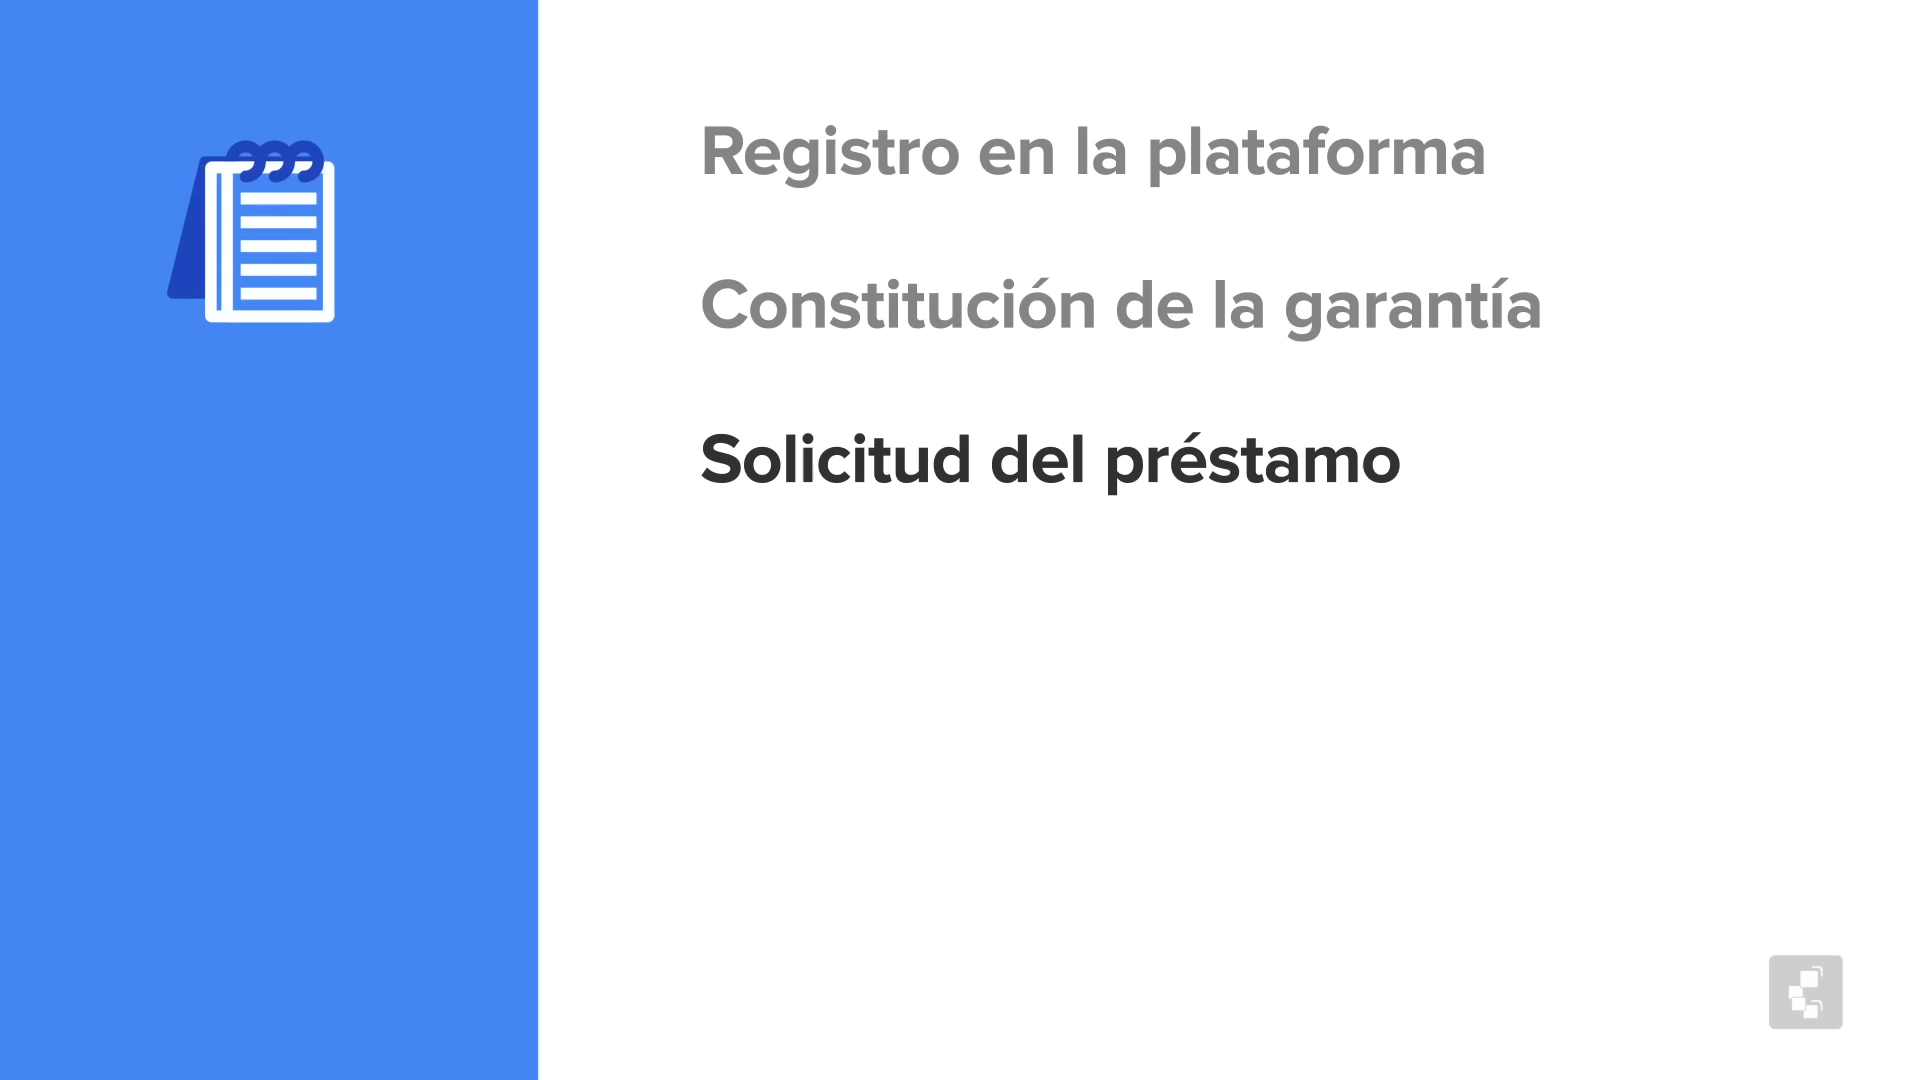 Registro en la plataforma
Constitución de la garantía
Solicitud del préstamo